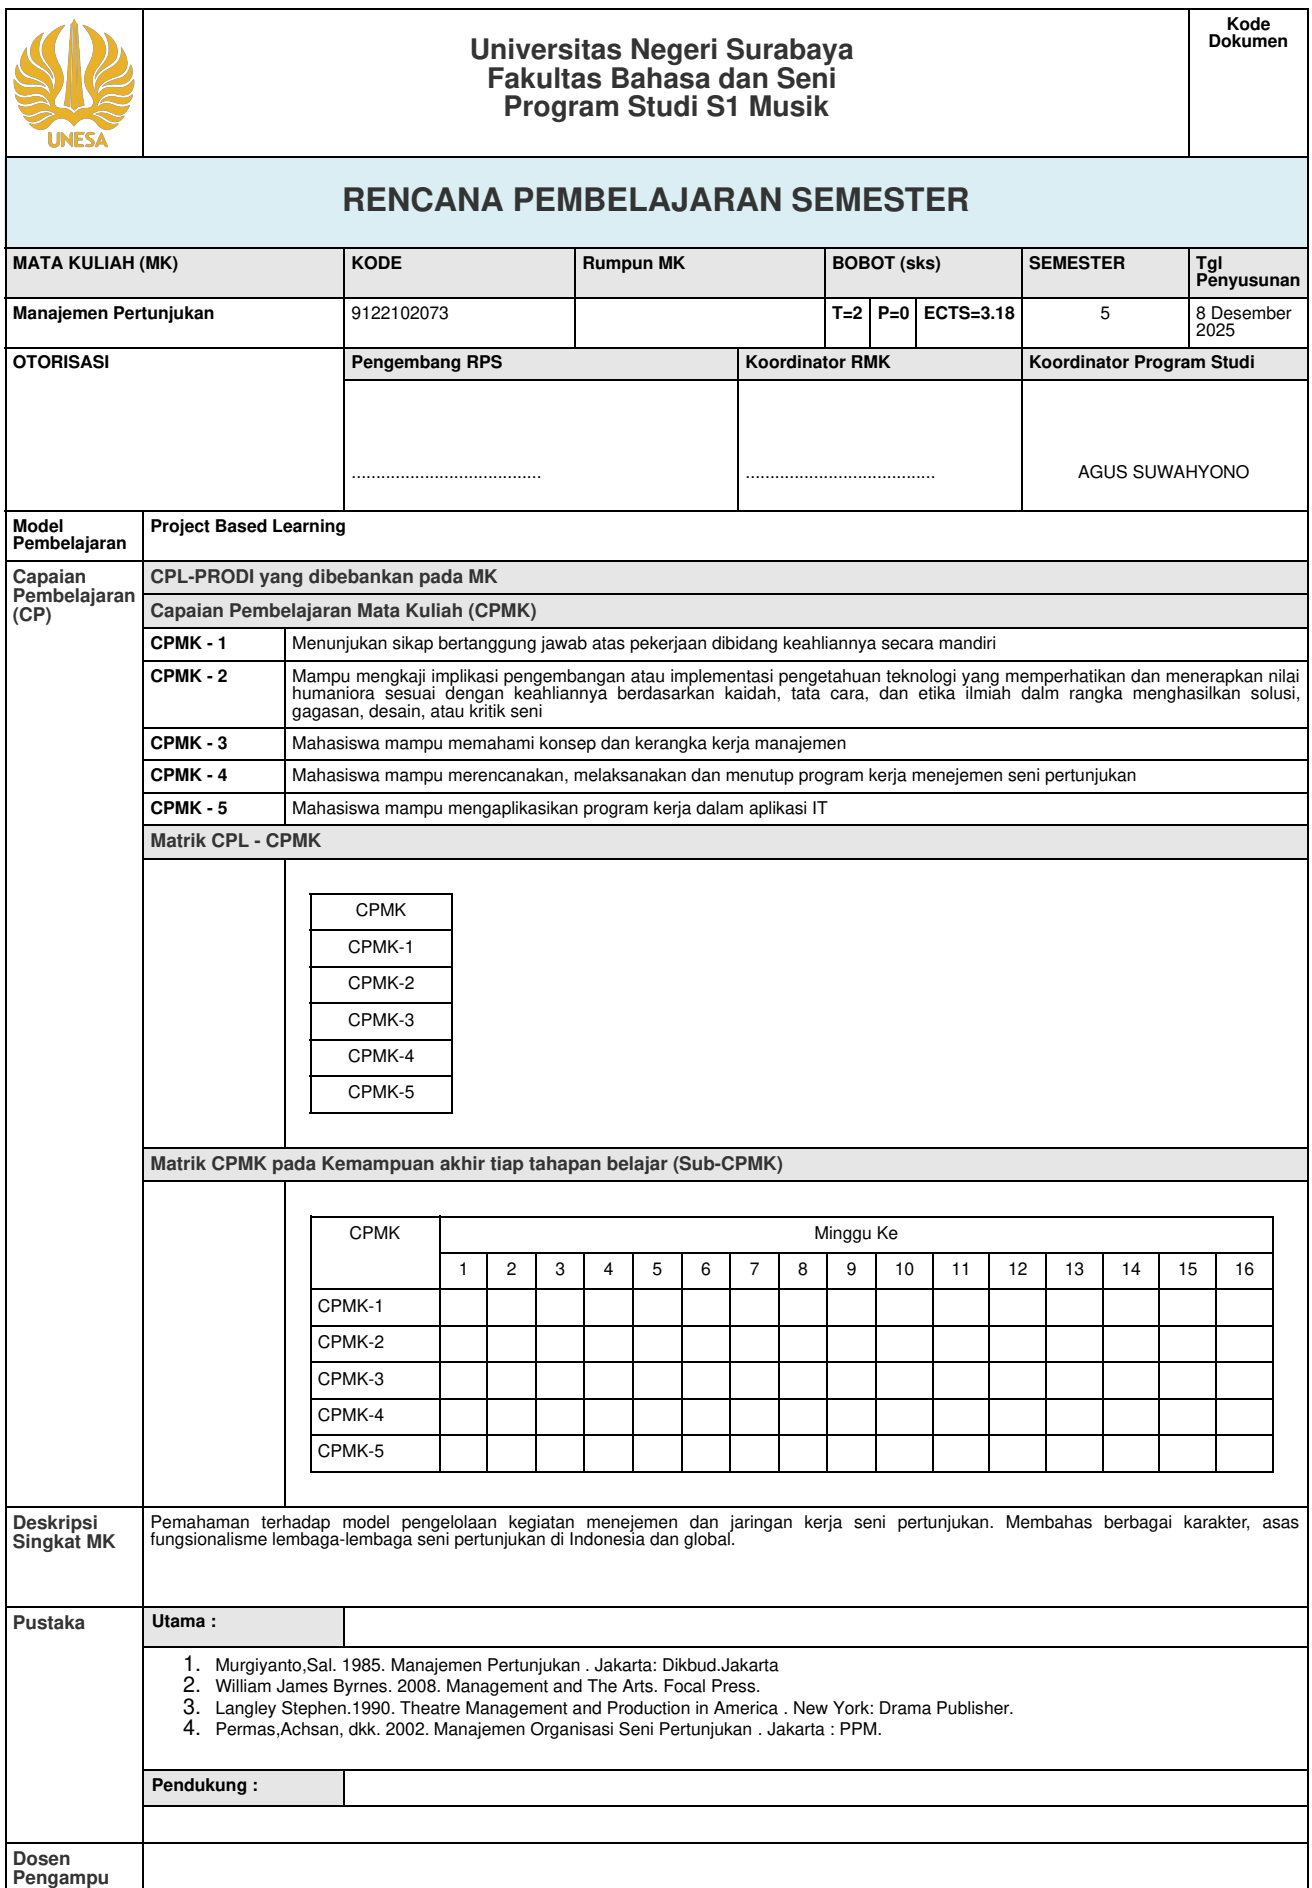 UNESA
Universitas Negeri Surabaya
Fakultas Bahasa dan Seni
Program Studi S1 Musik
Kode
Dokumen
RENCANA PEMBELAJARAN SEMESTER
MATA KULIAH (MK)
KODE
Rumpun MK
BOBOT (sks)
SEMESTER
Tgl
Penyusunan
Manajemen Pertunjukan
9122102073
T=2
P=0
ECTS=3.18
5
8 Desember
2025
OTORISASI
Pengembang RPS
Koordinator RMK
Koordinator Program Studi
.......................................
.......................................
AGUS SUWAHYONO
Model
Pembelajaran
Project Based Learning
Capaian
Pembelajaran
(CP)
CPL-PRODI yang dibebankan pada MK
Capaian Pembelajaran Mata Kuliah (CPMK)
CPMK - 1
Menunjukan sikap bertanggung jawab atas pekerjaan dibidang keahliannya secara mandiri
CPMK - 2
Mampu mengkaji implikasi pengembangan atau implementasi pengetahuan teknologi yang memperhatikan dan menerapkan nilai
humaniora sesuai dengan keahliannya berdasarkan kaidah, tata cara, dan etika ilmiah dalm rangka menghasilkan solusi,
gagasan, desain, atau kritik seni
CPMK - 3
Mahasiswa mampu memahami konsep dan kerangka kerja manajemen
CPMK - 4
Mahasiswa mampu merencanakan, melaksanakan dan menutup program kerja menejemen seni pertunjukan
CPMK - 5
Mahasiswa mampu mengaplikasikan program kerja dalam aplikasi IT
Matrik CPL - CPMK
CPMK
CPMK-1
CPMK-2
CPMK-3
CPMK-4
CPMK-5
Matrik CPMK pada Kemampuan akhir tiap tahapan belajar (Sub-CPMK)
CPMK
Minggu Ke
1 2 3 4 5 6 7 8 9 10 11 12 13 14 15 16
CPMK-1
CPMK-2
CPMK-3
CPMK-4
CPMK-5
Deskripsi
Singkat MK
Pemahaman terhadap model pengelolaan kegiatan menejemen dan jaringan kerja seni pertunjukan. Membahas berbagai karakter, asas
fungsionalisme lembaga-lembaga seni pertunjukan di Indonesia dan global.
Pustaka
Utama :
1. Murgiyanto,Sal. 1985. Manajemen Pertunjukan . Jakarta: Dikbud.Jakarta
2. William James Byrnes. 2008. Management and The Arts. Focal Press.
3. Langley Stephen.1990. Theatre Management and Production in America . New York: Drama Publisher.
4. Permas,Achsan, dkk. 2002. Manajemen Organisasi Seni Pertunjukan . Jakarta : PPM.
Pendukung :
Dosen
Pengampu